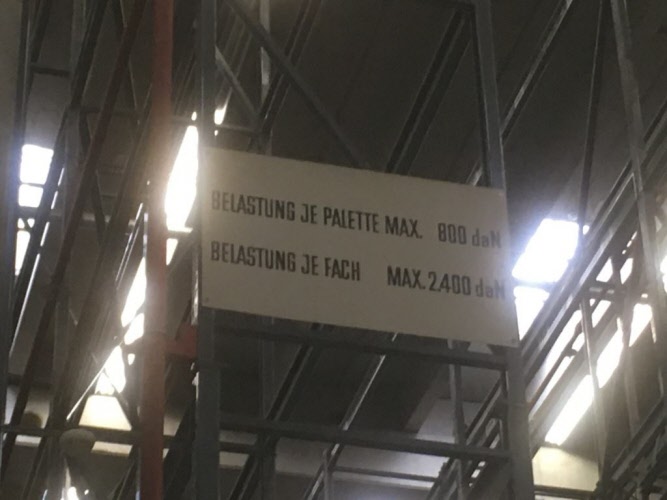 BELASTUNG JE PALETTE MAX. 800 daN
BELASTUNG JE FACH MAX. 2.400 daN